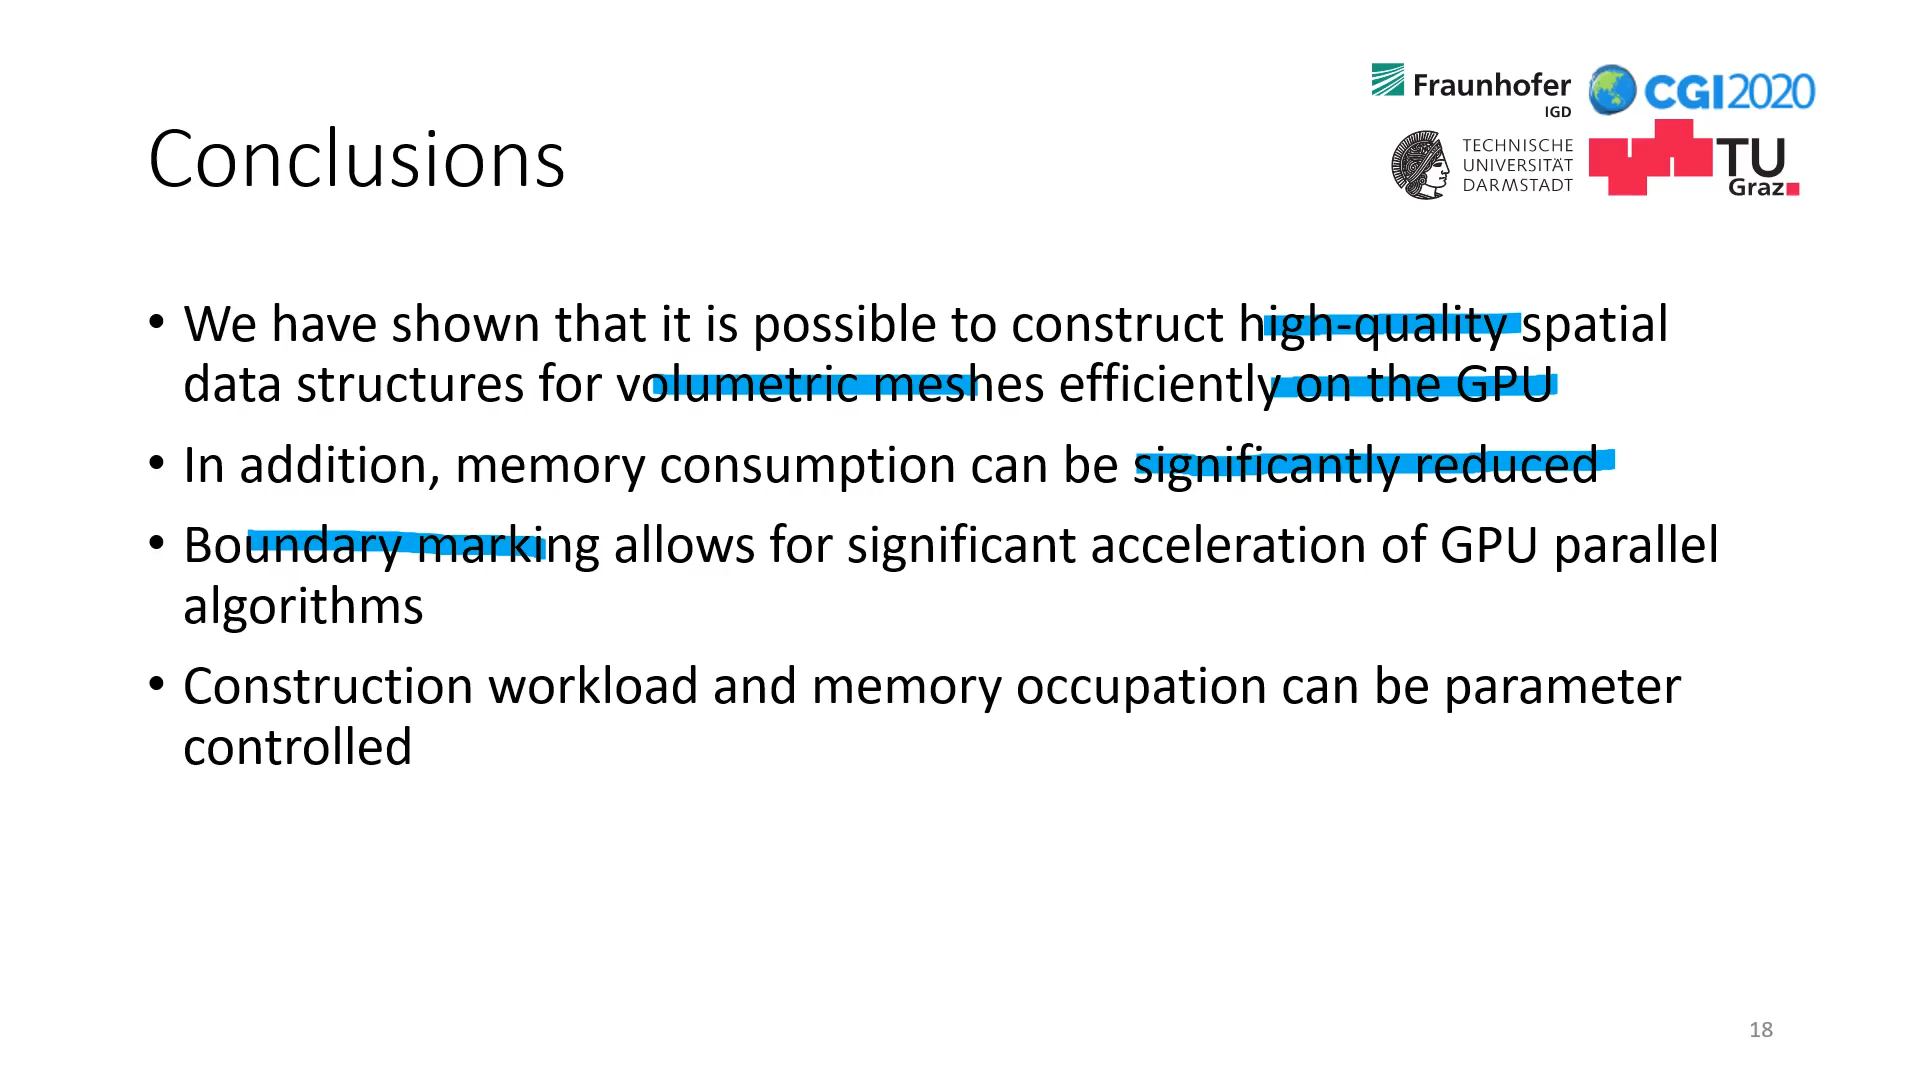 Fraunhofer
IGD
CGI2020
TECHNISCHE
UNIVERSITÄT
DARMSTADT
TU
Graz
Conclusions
• We have shown that it is possible to construct high-quality spatial
data structures for volumetric meshes efficiently on the GPU
• In addition, memory consumption can be significantly reduced
• Boundary marking allows for significant acceleration of GPU parallel
algorithms
• Construction workload and memory occupation can be parameter
controlled
18